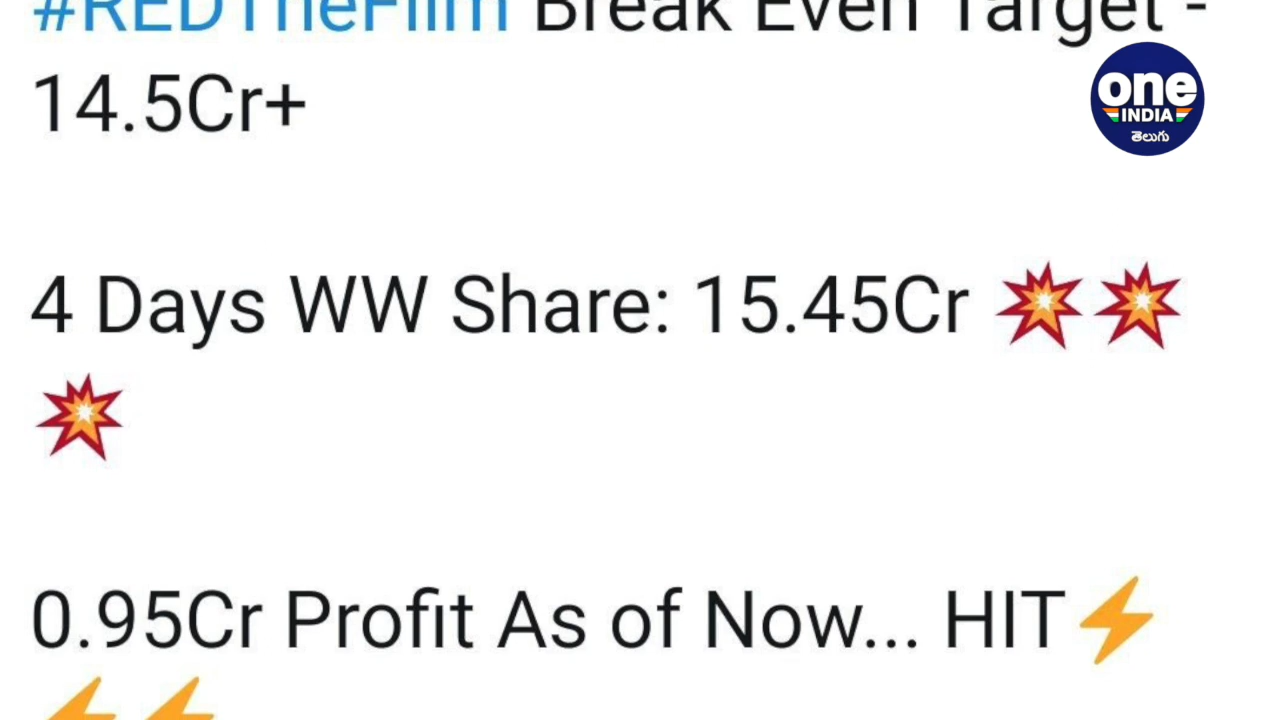 #REDTheFilm Break Even Target -
14.5Cr+
one
INDIA
తెలుగు
4 Days WW Share: 15.45Cr 💥💥
💥
0.95Cr Profit As of Now... HIT⚡
⚡⚡